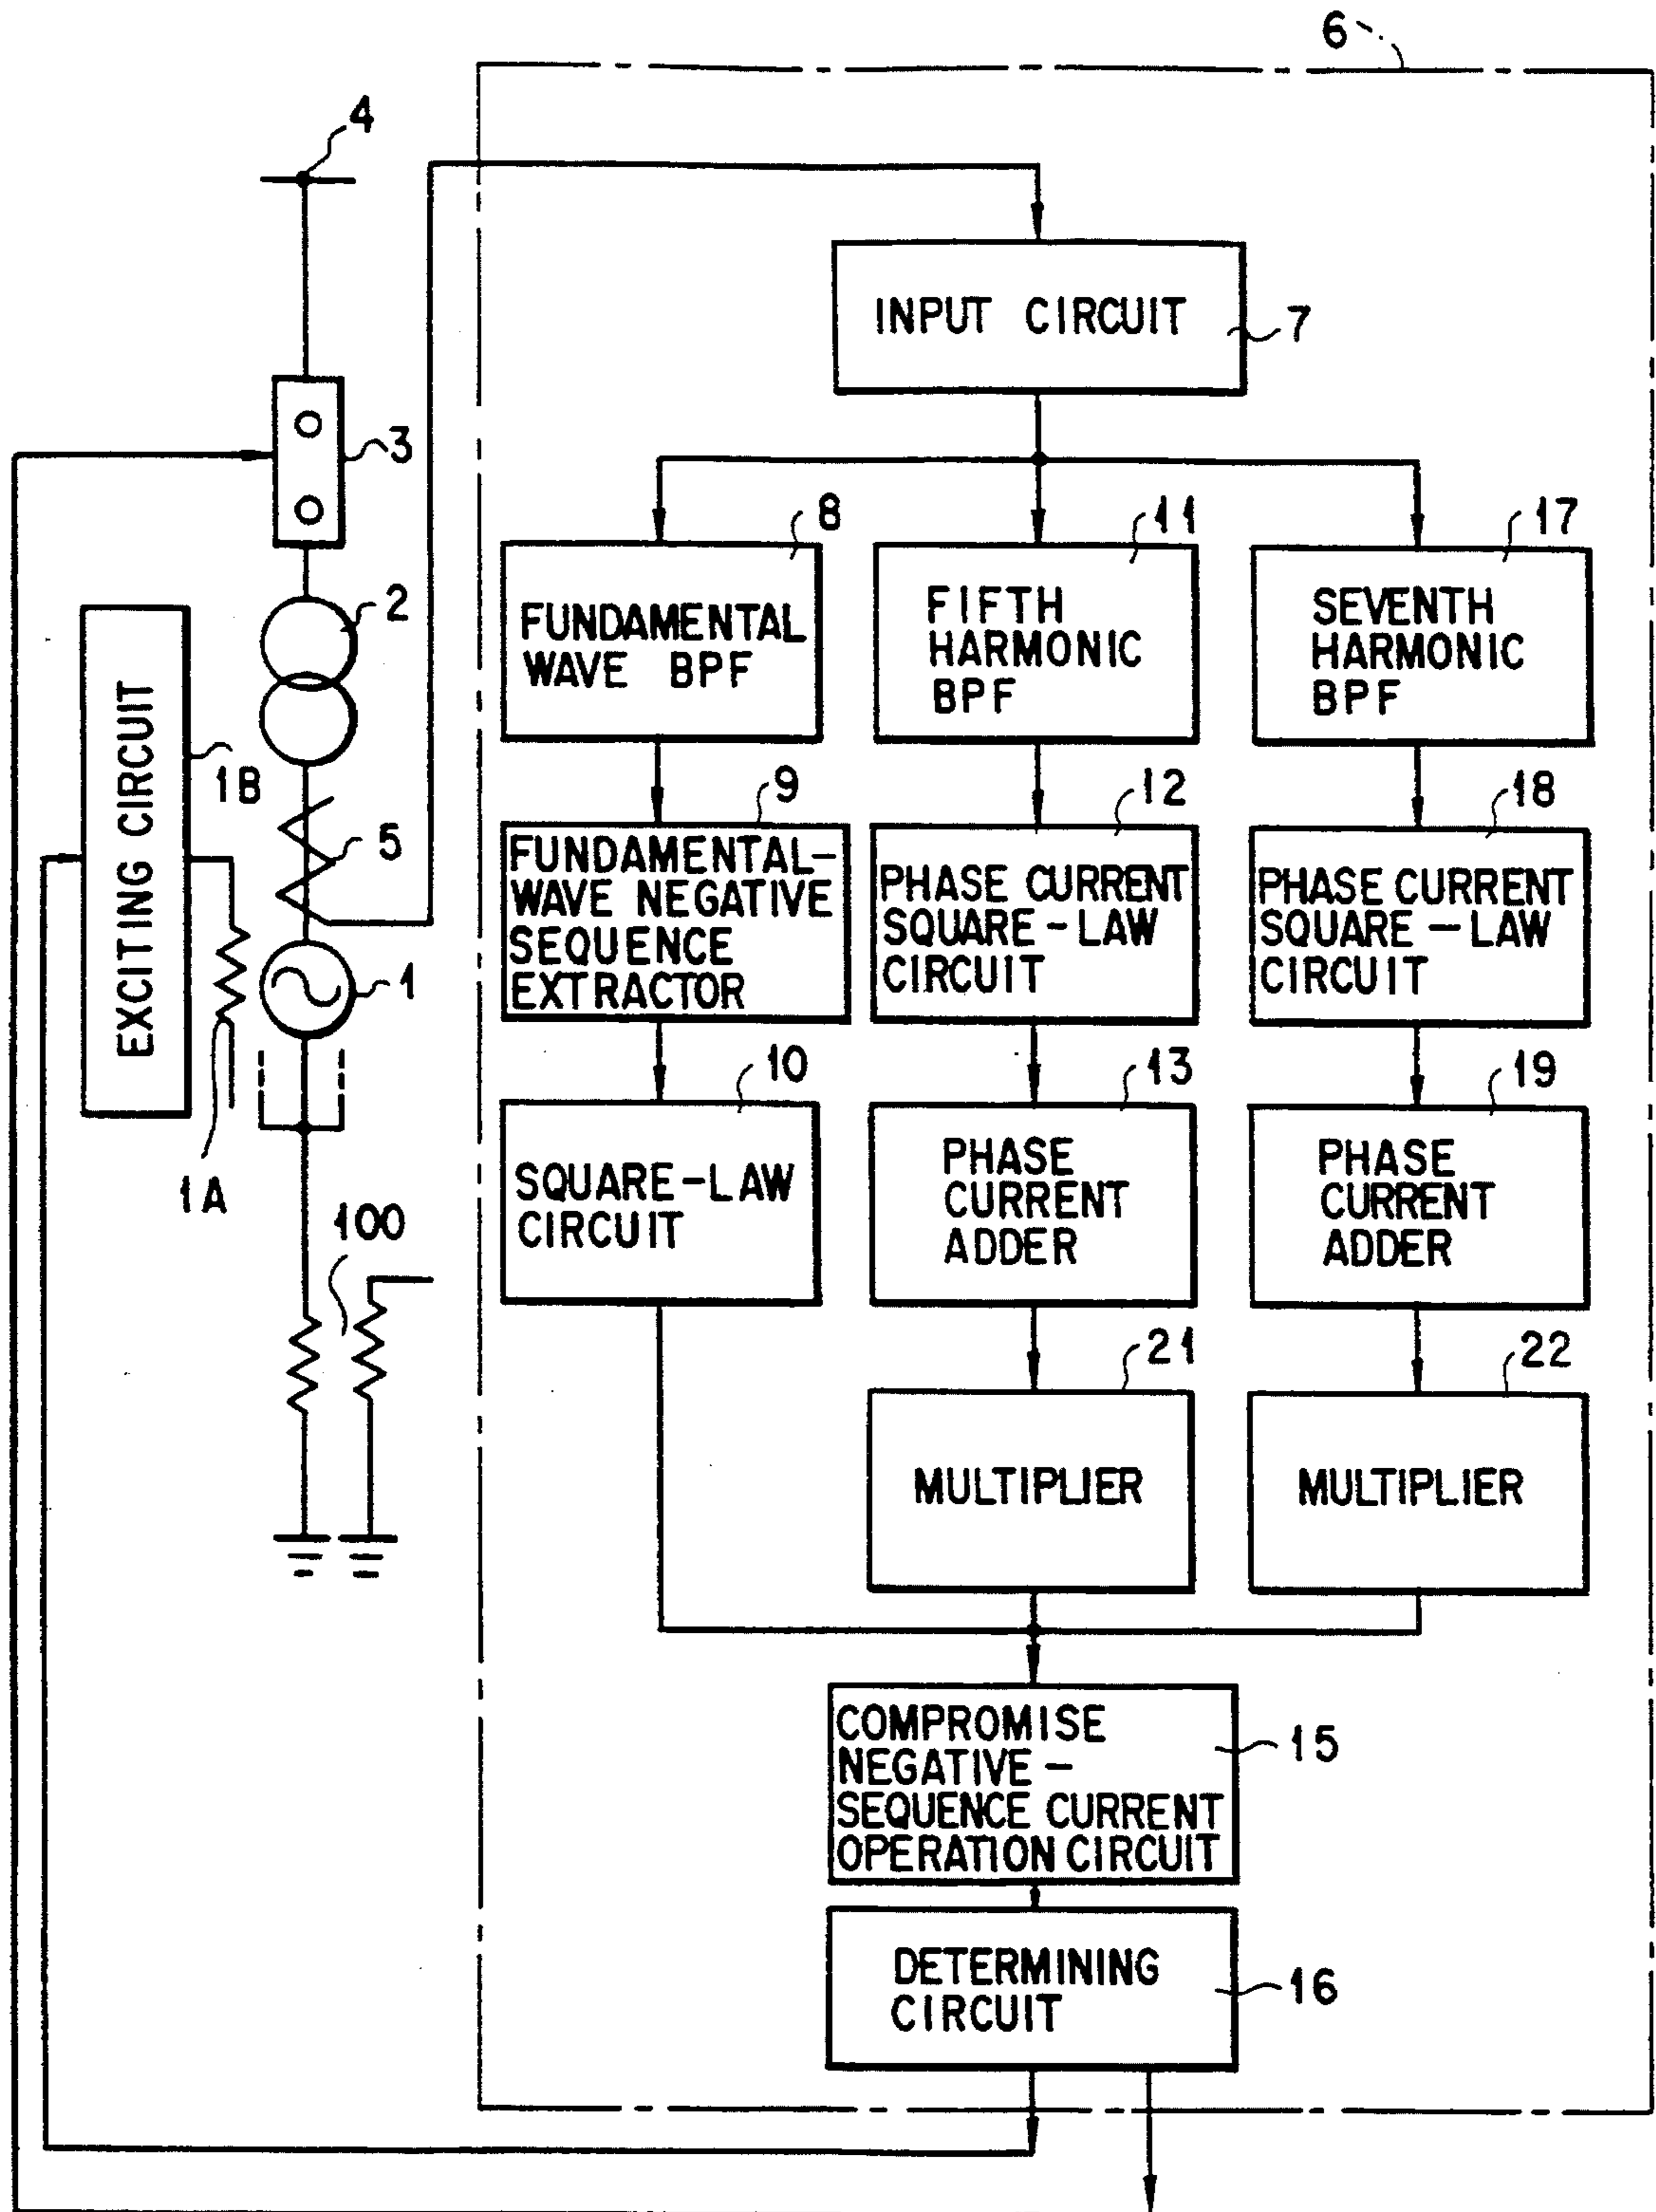 6
4
INPUT CIRCUIT
7
3
8
11
17
FUNDAMENTAL
WAVE BPF
FIFTH
HARMONIC
BPF
SEVENTH
HARMONIC
BPF
2
EXCITING CIRCUIT
1B
5
9
12
18
FUNDAMENTAL-
WAVE NEGATIVE
SEQUENCE
EXTRACTOR
PHASE CURRENT
SQUARE-LAW
CIRCUIT
PHASE CURRENT
SQUARE-LAW
CIRCUIT
1
1A
10
13
19
SQUARE-LAW
CIRCUIT
PHASE
CURRENT
ADDER
PHASE
CURRENT
ADDER
100
21
22
MULTIPLIER
MULTIPLIER
COMPROMISE
NEGATIVE-
SEQUENCE CURRENT
OPERATION CIRCUIT
15
DETERMINING
CIRCUIT
16